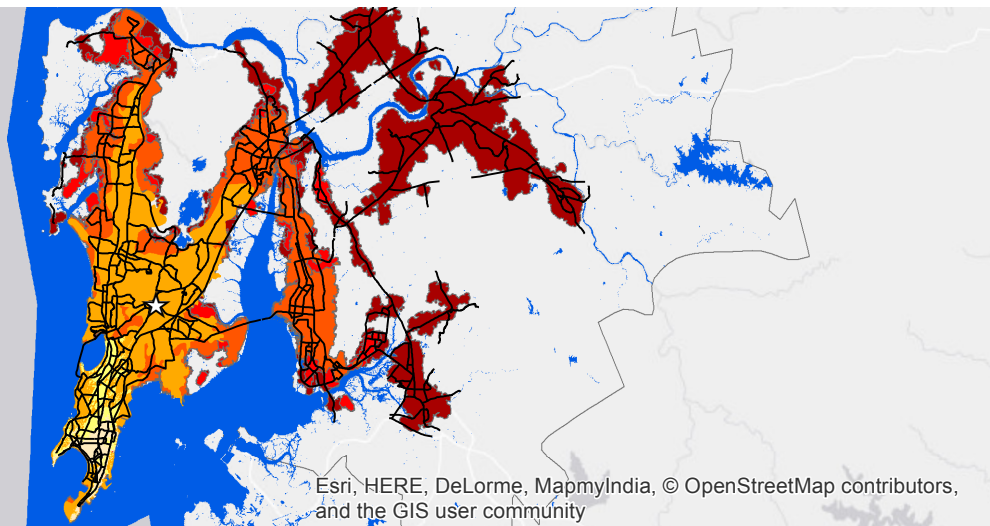 Esri, HERE, DeLorme, MapmyIndia, © OpenStreetMap contributors,
and the GIS user community